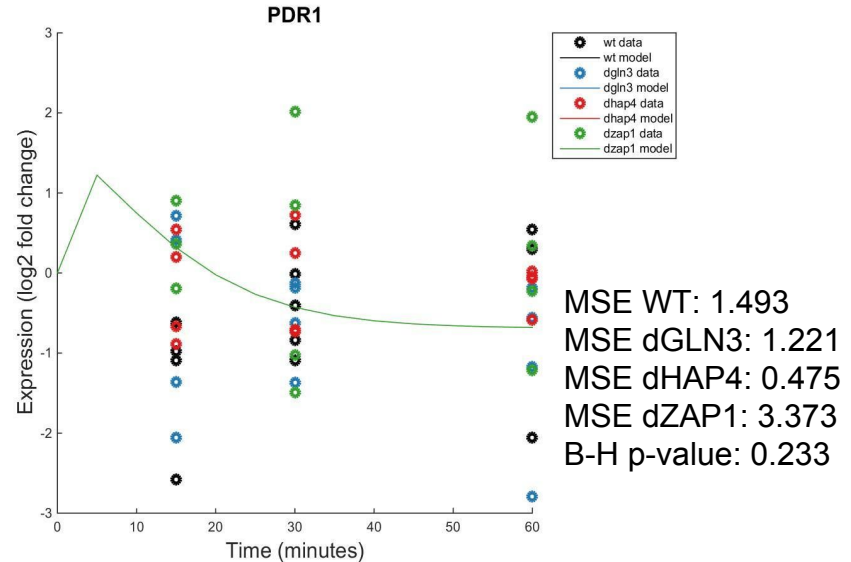 PDR1
Expression (log2 fold change)
3
2
1
0
-1
-2
-3
0
10
20
30
40
50
60
Time (minutes)
wt data
wt model
dgln3 data
dgln3 model
dhap4 data
dhap4 model
dzap1 data
dzap1 model
MSE WT: 1.493
MSE dGLN3: 1.221
MSE dHAP4: 0.475
MSE dZAP1: 3.373
B-H p-value: 0.233